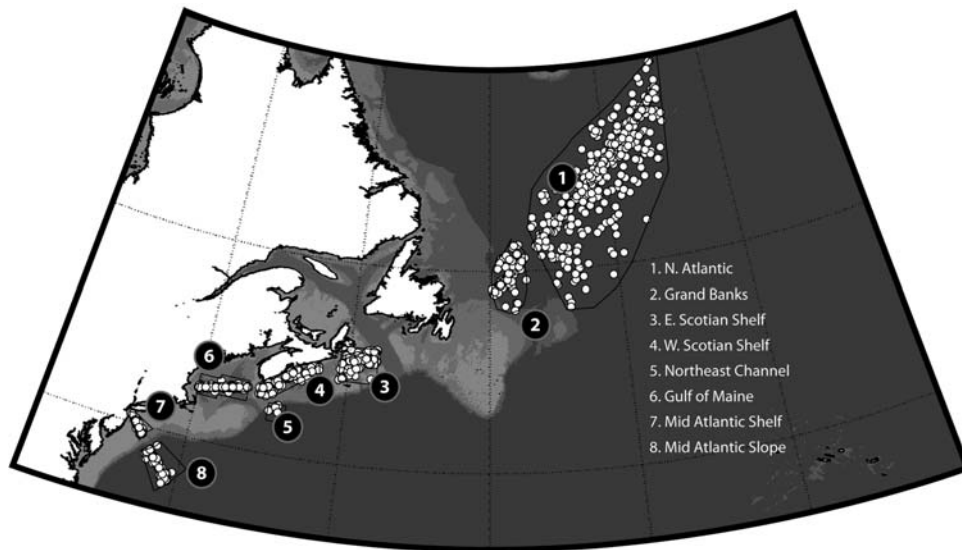 1
1. N. Atlantic
2. Grand Banks
2
3. E. Scotian Shelf
6
4. W. Scotian Shelf
4
3
5. Northeast Channel
7
5
6. Gulf of Maine
7. Mid Atlantic Shelf
8
8. Mid Atlantic Slope